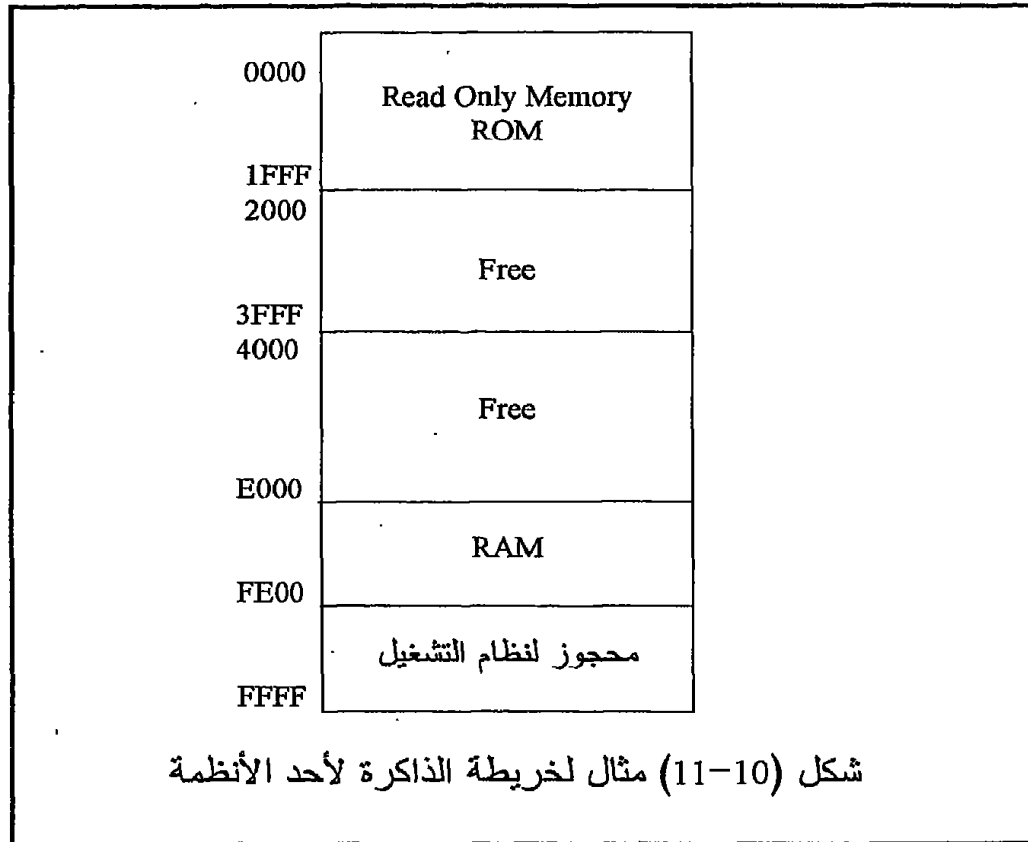 0000
Read Only Memory
ROM
1FFF
2000
Free
3FFF
4000
Free
E000
RAM
FE00
محجوز لنظام التشغيل
FFFF
شكل (10-11) مثال لخريطة الذاكرة لأحد الأنظمة